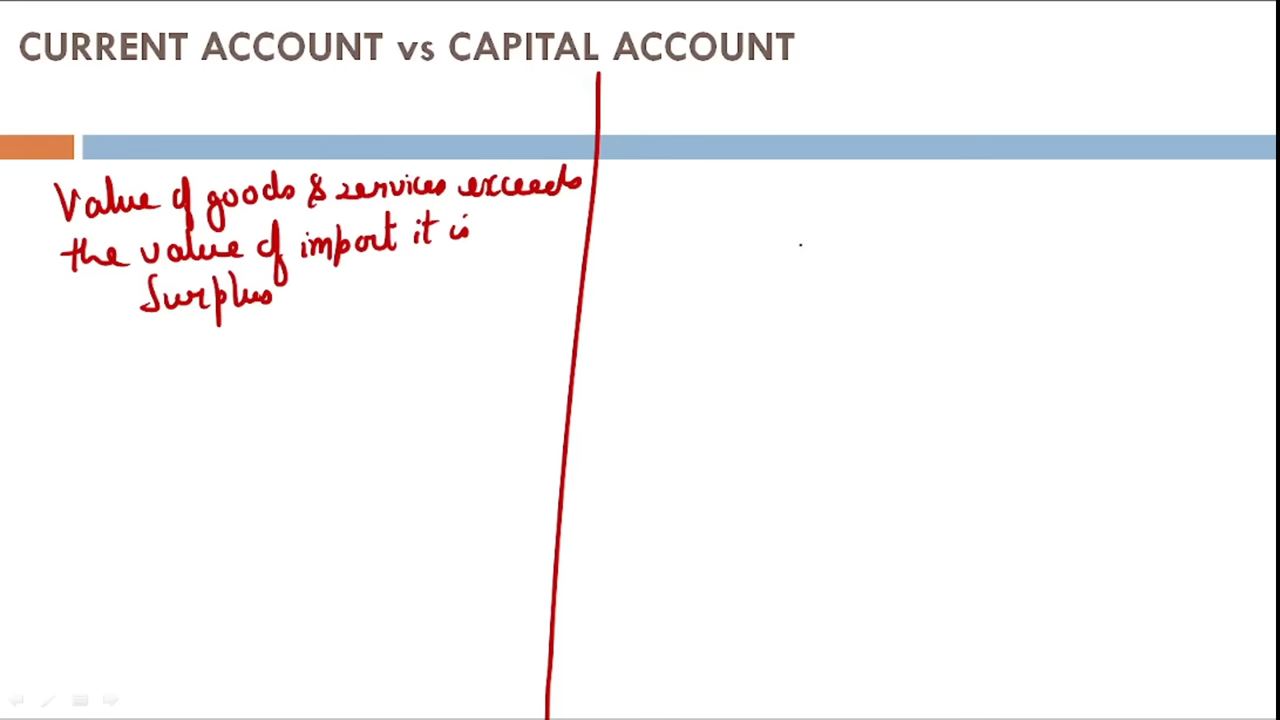 CURRENT ACCOUNT vs CAPITAL ACCOUNT
Value of goods & services exceeds
the value of import it is
Surplus